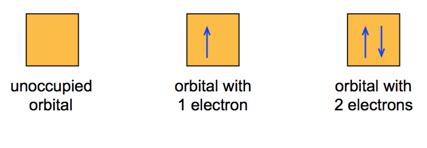 unoccupied
orbital
orbital with
1 electron
orbital with
2 electrons